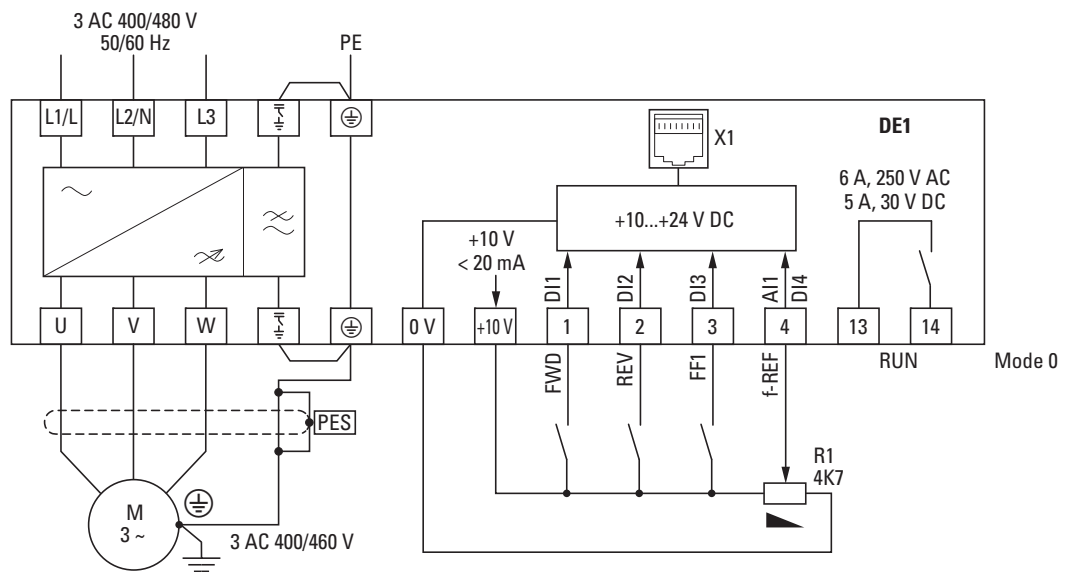 3 AC 400/480 V
50/60 Hz
PE
L1/L
L2/N
L3
X1
DE1
6 A, 250 V AC
5 A, 30 V DC
+10...+24 V DC
+10 V
< 20 mA
DI1
DI2
DI3
AI1
DI4
U
V
W
0 V
+10 V
1
2
3
4
13
14
FWD
REV
FF1
f-REF
RUN
Mode 0
PES
R1
4K7
M
3 ~
3 AC 400/460 V